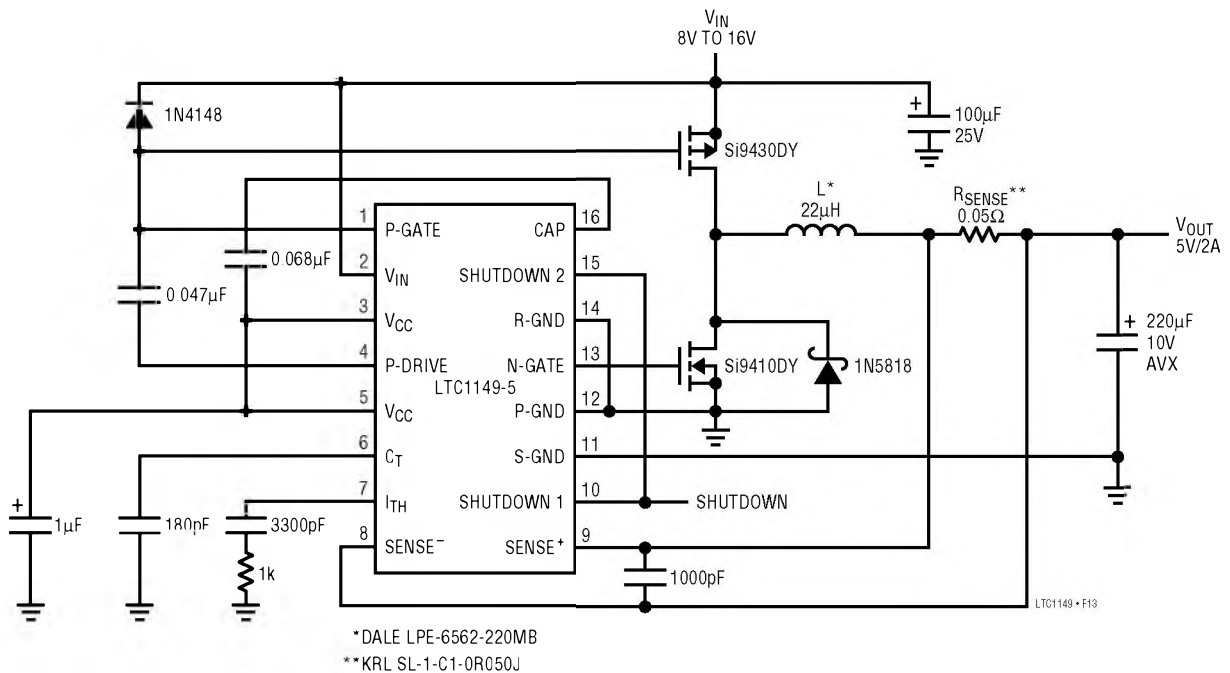 V_IN
8V TO 16V
1N4148
100µF
25V
Si9430DY
L*
22µH
R_SENSE**
0.05Ω
V_OUT
5V/2A
1
P-GATE
CAP
16
0.068µF
2
V_IN
SHUTDOWN 2
15
0.047µF
3
V_CC
R-GND
14
4
P-DRIVE
N-GATE
13
Si9410DY
1N5818
220µF
10V
AVX
LTC1149-5
5
V_CC
P-GND
12
6
C_T
S-GND
11
7
I_TH
SHUTDOWN 1
10
SHUTDOWN
1µF
180pF
3300pF
8
SENSE⁻
SENSE⁺
9
1k
1000pF
LTC1149 • F13
*DALE LPE-6562-220MB
**KRL SL-1-C1-0R050J